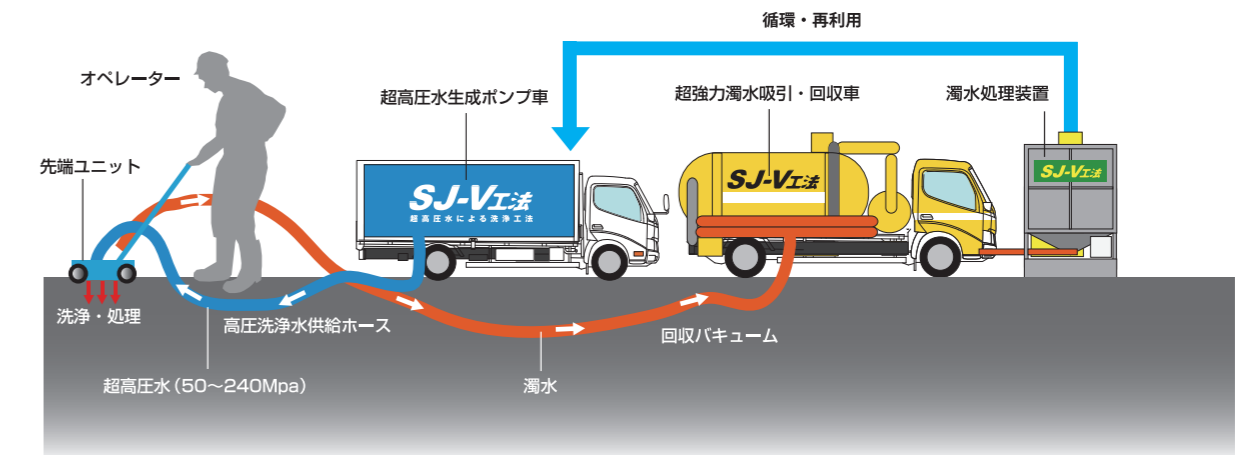 循環・再利用
オペレーター
超高圧水生成ポンプ車
超強力濁水吸引・回収車
濁水処理装置
先端ユニット
SJ-V工法
超高圧水による洗浄工法
SJ-V工法
SJ-V工法
洗浄・処理
高圧洗浄水供給ホース
回収バキューム
超高圧水（50〜240Mpa）
濁水